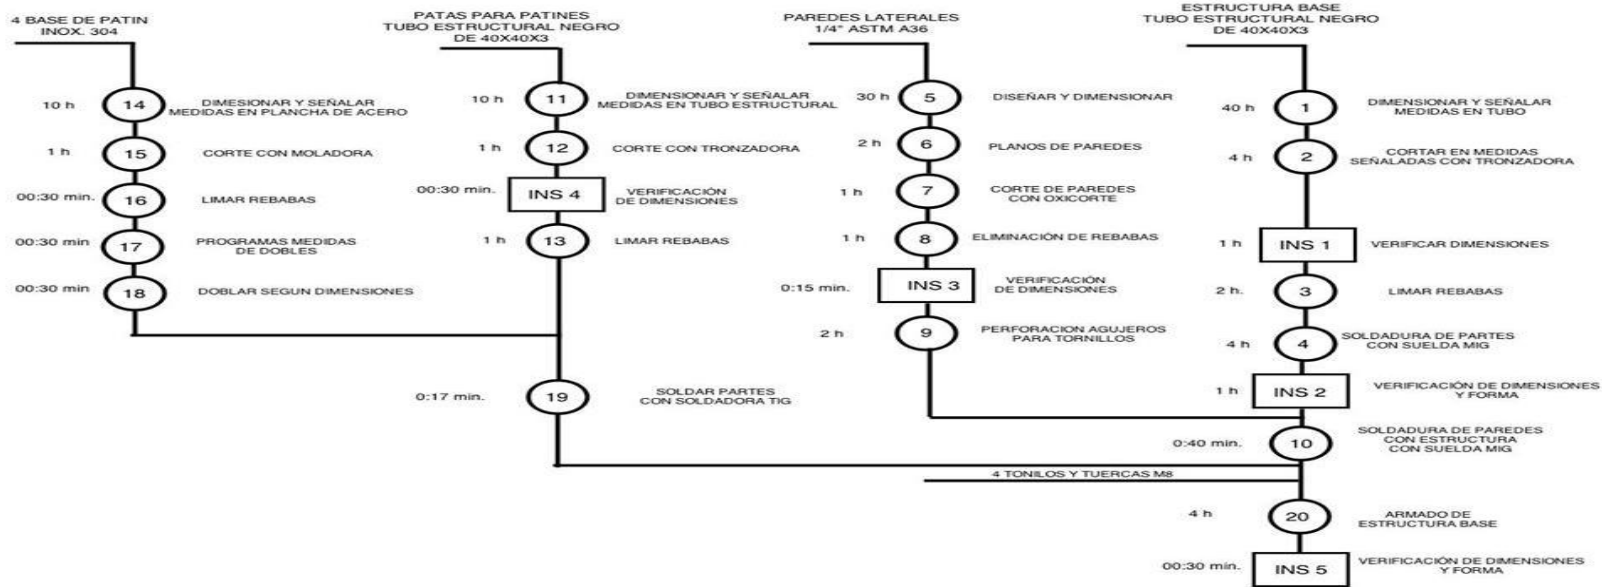 4 BASE DE PATIN
INOX. 304
10 h
14
DIMESIONAR Y SEÑALAR
MEDIDAS EN PLANCHA DE ACERO
1 h
15
CORTE CON MOLADORA
00:30 min.
16
LIMAR REBABAS
00:30 min
17
PROGRAMAS MEDIDAS
DE DOBLES
00:30 min
18
DOBLAR SEGUN DIMENSIONES
PATAS PARA PATINES
TUBO ESTRUCTURAL NEGRO
DE 40X40X3
10 h
11
DIMENSIONAR Y SEÑALAR
MEDIDAS EN TUBO ESTRUCTURAL
1 h
12
CORTE CON TRONZADORA
00:30 min.
INS 4
VERIFICACIÓN
DE DIMENSIONES
1 h
13
LIMAR REBABAS
0:17 min.
19
SOLDAR PARTES
CON SOLDADORA TIG
PAREDES LATERALES
1/4" ASTM A36
30 h
5
DISEÑAR Y DIMENSIONAR
2 h
6
PLANOS DE PAREDES
1 h
7
CORTE DE PAREDES
CON OXICORTE
1 h
8
ELIMINACIÓN DE REBABAS
0:15 min.
INS 3
VERIFICACIÓN
DE DIMENSIONES
2 h
9
PERFORACION AGUJEROS
PARA TORNILLOS
ESTRUCTURA BASE
TUBO ESTRUCTURAL NEGRO
DE 40X40X3
40 h
1
DIMENSIONAR Y SEÑALAR
MEDIDAS EN TUBO
4 h
2
CORTAR EN MEDIDAS
SEÑALADAS CON TRONZADORA
1 h
INS 1
VERIFICAR DIMENSIONES
2 h.
3
LIMAR REBABAS
4 h
4
SOLDADURA DE PARTES
CON SUELDA MIG
1 h
INS 2
VERIFICACIÓN DE DIMENSIONES
Y FORMA
0:40 min.
10
SOLDADURA DE PAREDES
CON ESTRUCTURA
CON SUELDA MIG
4 TONILOS Y TUERCAS M8
4 h
20
ARMADO DE
ESTRUCTURA BASE
00:30 min.
INS 5
VERIFICACIÓN DE DIMENSIONES
Y FORMA